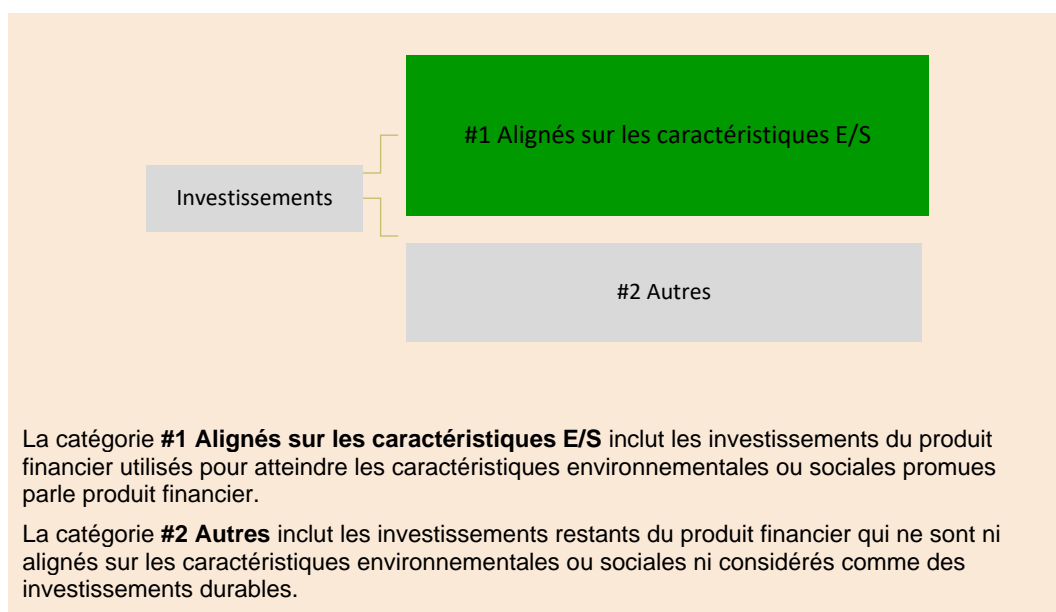 #1 Alignés sur les caractéristiques E/S
Investissements
#2 Autres
La catégorie #1 Alignés sur les caractéristiques E/S inclut les investissements du produit
financier utilisés pour atteindre les caractéristiques environnementales ou sociales promues
parle produit financier.
La catégorie #2 Autres inclut les investissements restants du produit financier qui ne sont ni
alignés sur les caractéristiques environnementales ou sociales ni considérés comme des
investissements durables.